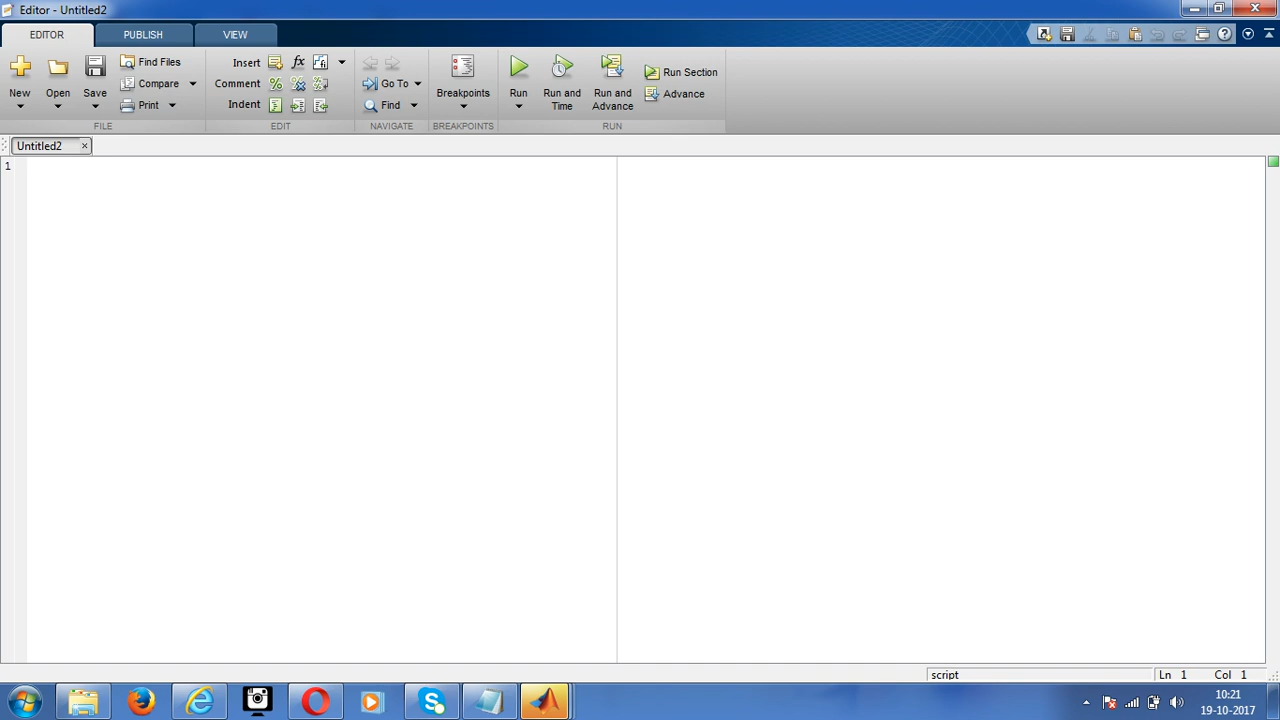 Editor - Untitled2
EDITOR PUBLISH VIEW
New
Open
Save
Find Files
Compare
Print
FILE
Insert
Comment
Indent
EDIT
Go To
Find
NAVIGATE
Breakpoints
BREAKPOINTS
Run
Run and
Time
Run and
Advance
Run Section
Advance
RUN
Untitled2
1
script
Ln 1 Col 1
10:21
19-10-2017